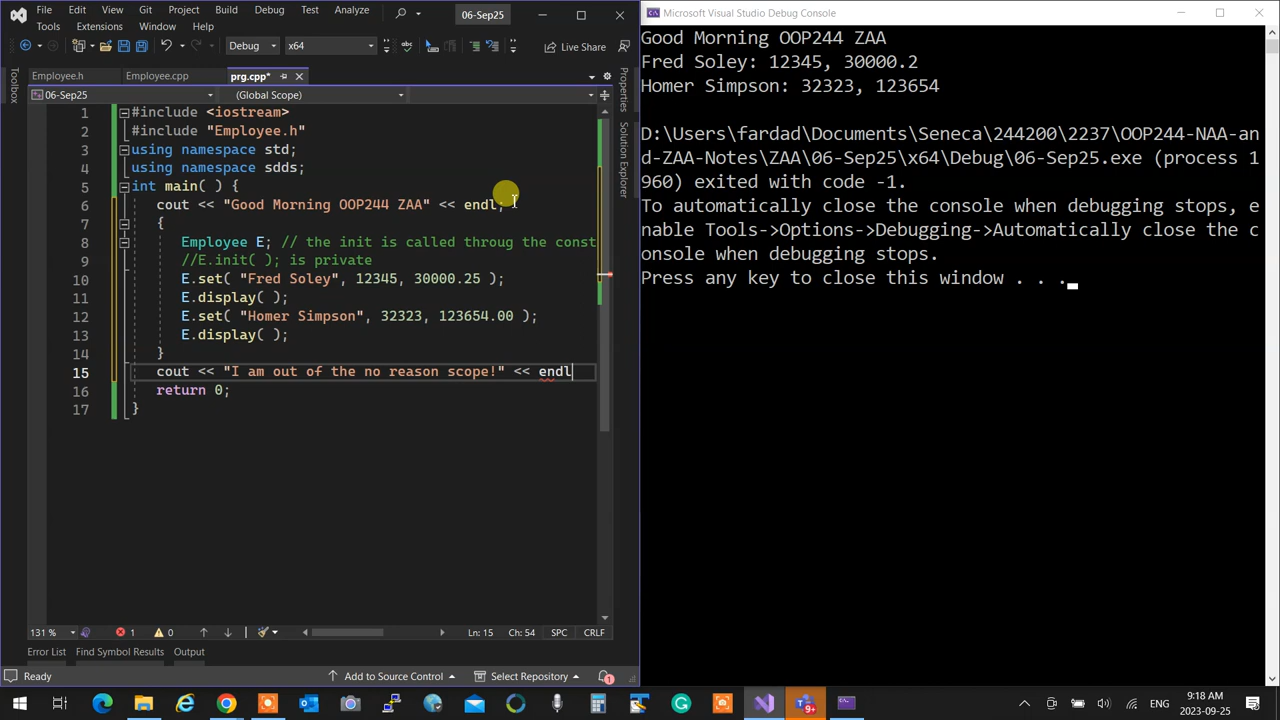 File Edit View Git Project Build Debug Test Analyze 06-Sep25
Tools Extensions Window Help
Debug x64 Live Share
Employee.h Employee.cpp prg.cpp*
06-Sep25 (Global Scope)
1 #include <iostream>
2 #include "Employee.h"
3 using namespace std;
4 using namespace sdds;
5 int main( ) {
6 cout << "Good Morning OOP244 ZAA" << endl;
7 {
8 Employee E; // the init is called throug the const
9 //E.init( ); is private
10 E.set( "Fred Soley", 12345, 30000.25 );
11 E.display( );
12 E.set( "Homer Simpson", 32323, 123654.00 );
13 E.display( );
14 }
15 cout << "I am out of the no reason scope!" << endl
16 return 0;
17 }
Toolbox
Properties
Solution Explorer
131 % 1 0 Ln: 15 Ch: 54 SPC CRLF
Error List Find Symbol Results Output
Ready Add to Source Control Select Repository 1
Microsoft Visual Studio Debug Console
Good Morning OOP244 ZAA
Fred Soley: 12345, 30000.2
Homer Simpson: 32323, 123654
D:\Users\fardad\Documents\Seneca\244200\2237\OOP244-NAA-an
d-ZAA-Notes\ZAA\06-Sep25\x64\Debug\06-Sep25.exe (process 1
960) exited with code -1.
To automatically close the console when debugging stops, e
nable Tools->Options->Debugging->Automatically close the c
onsole when debugging stops.
Press any key to close this window . . .
9+
ENG
9:18 AM
2023-09-25